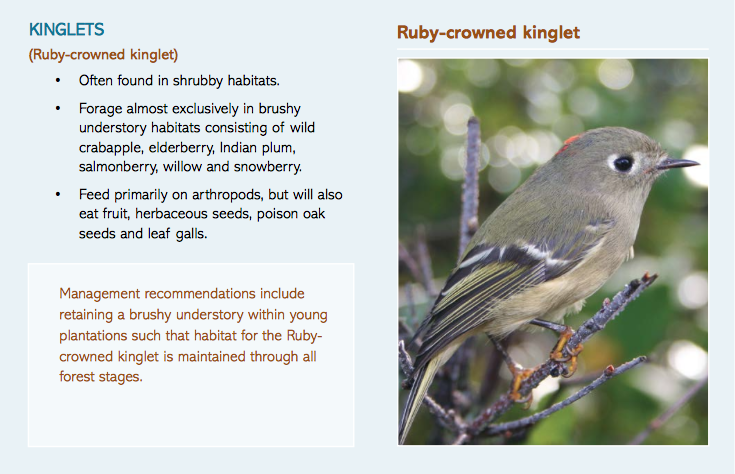 KINGLETS
(Ruby-crowned kinglet)
• Often found in shrubby habitats.
• Forage almost exclusively in brushy
understory habitats consisting of wild
crabapple, elderberry, Indian plum,
salmonberry, willow and snowberry.
• Feed primarily on arthropods, but will also
eat fruit, herbaceous seeds, poison oak
seeds and leaf galls.
Management recommendations include
retaining a brushy understory within young
plantations such that habitat for the Ruby-
crowned kinglet is maintained through all
forest stages.
Ruby-crowned kinglet